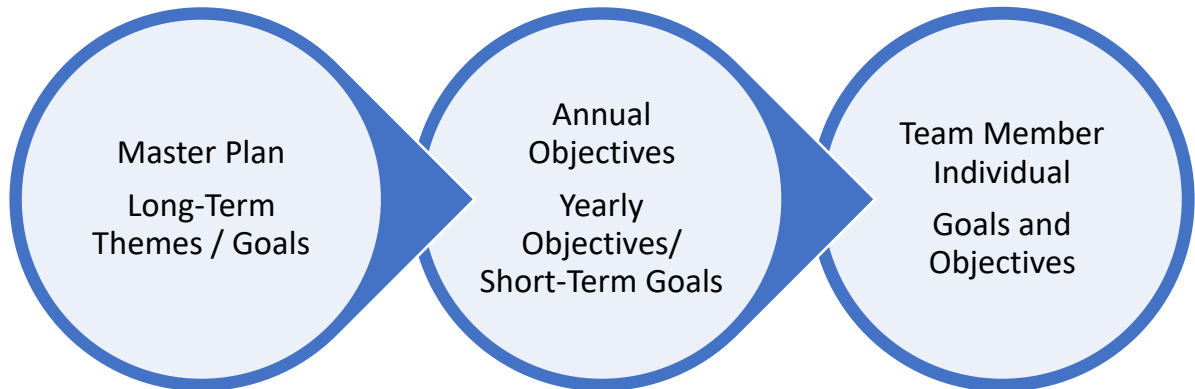 Master Plan
Long-Term
Themes / Goals
Annual
Objectives
Yearly
Objectives/
Short-Term Goals
Team Member
Individual
Goals and
Objectives